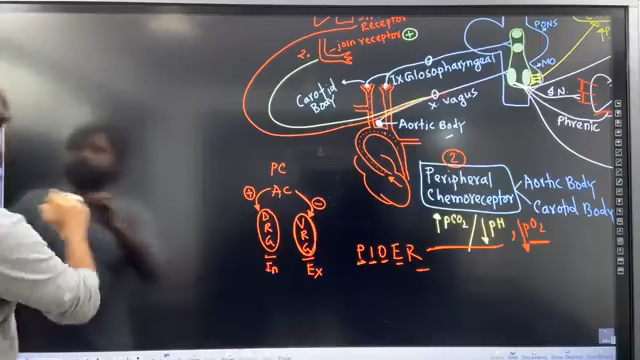 Receptor
2.
join receptor +
PONS
MO
Carotid
Body
IX Glosopharyngeal
X vagus
Aortic Body
Phrenic
2
Peripheral
Chemoreceptor
Aortic Body
Carotid Body
↑PCO2 / ↓PH , ↓PO2
PIDER
PC
AC
+
-
DRG
VRG
In
Ex